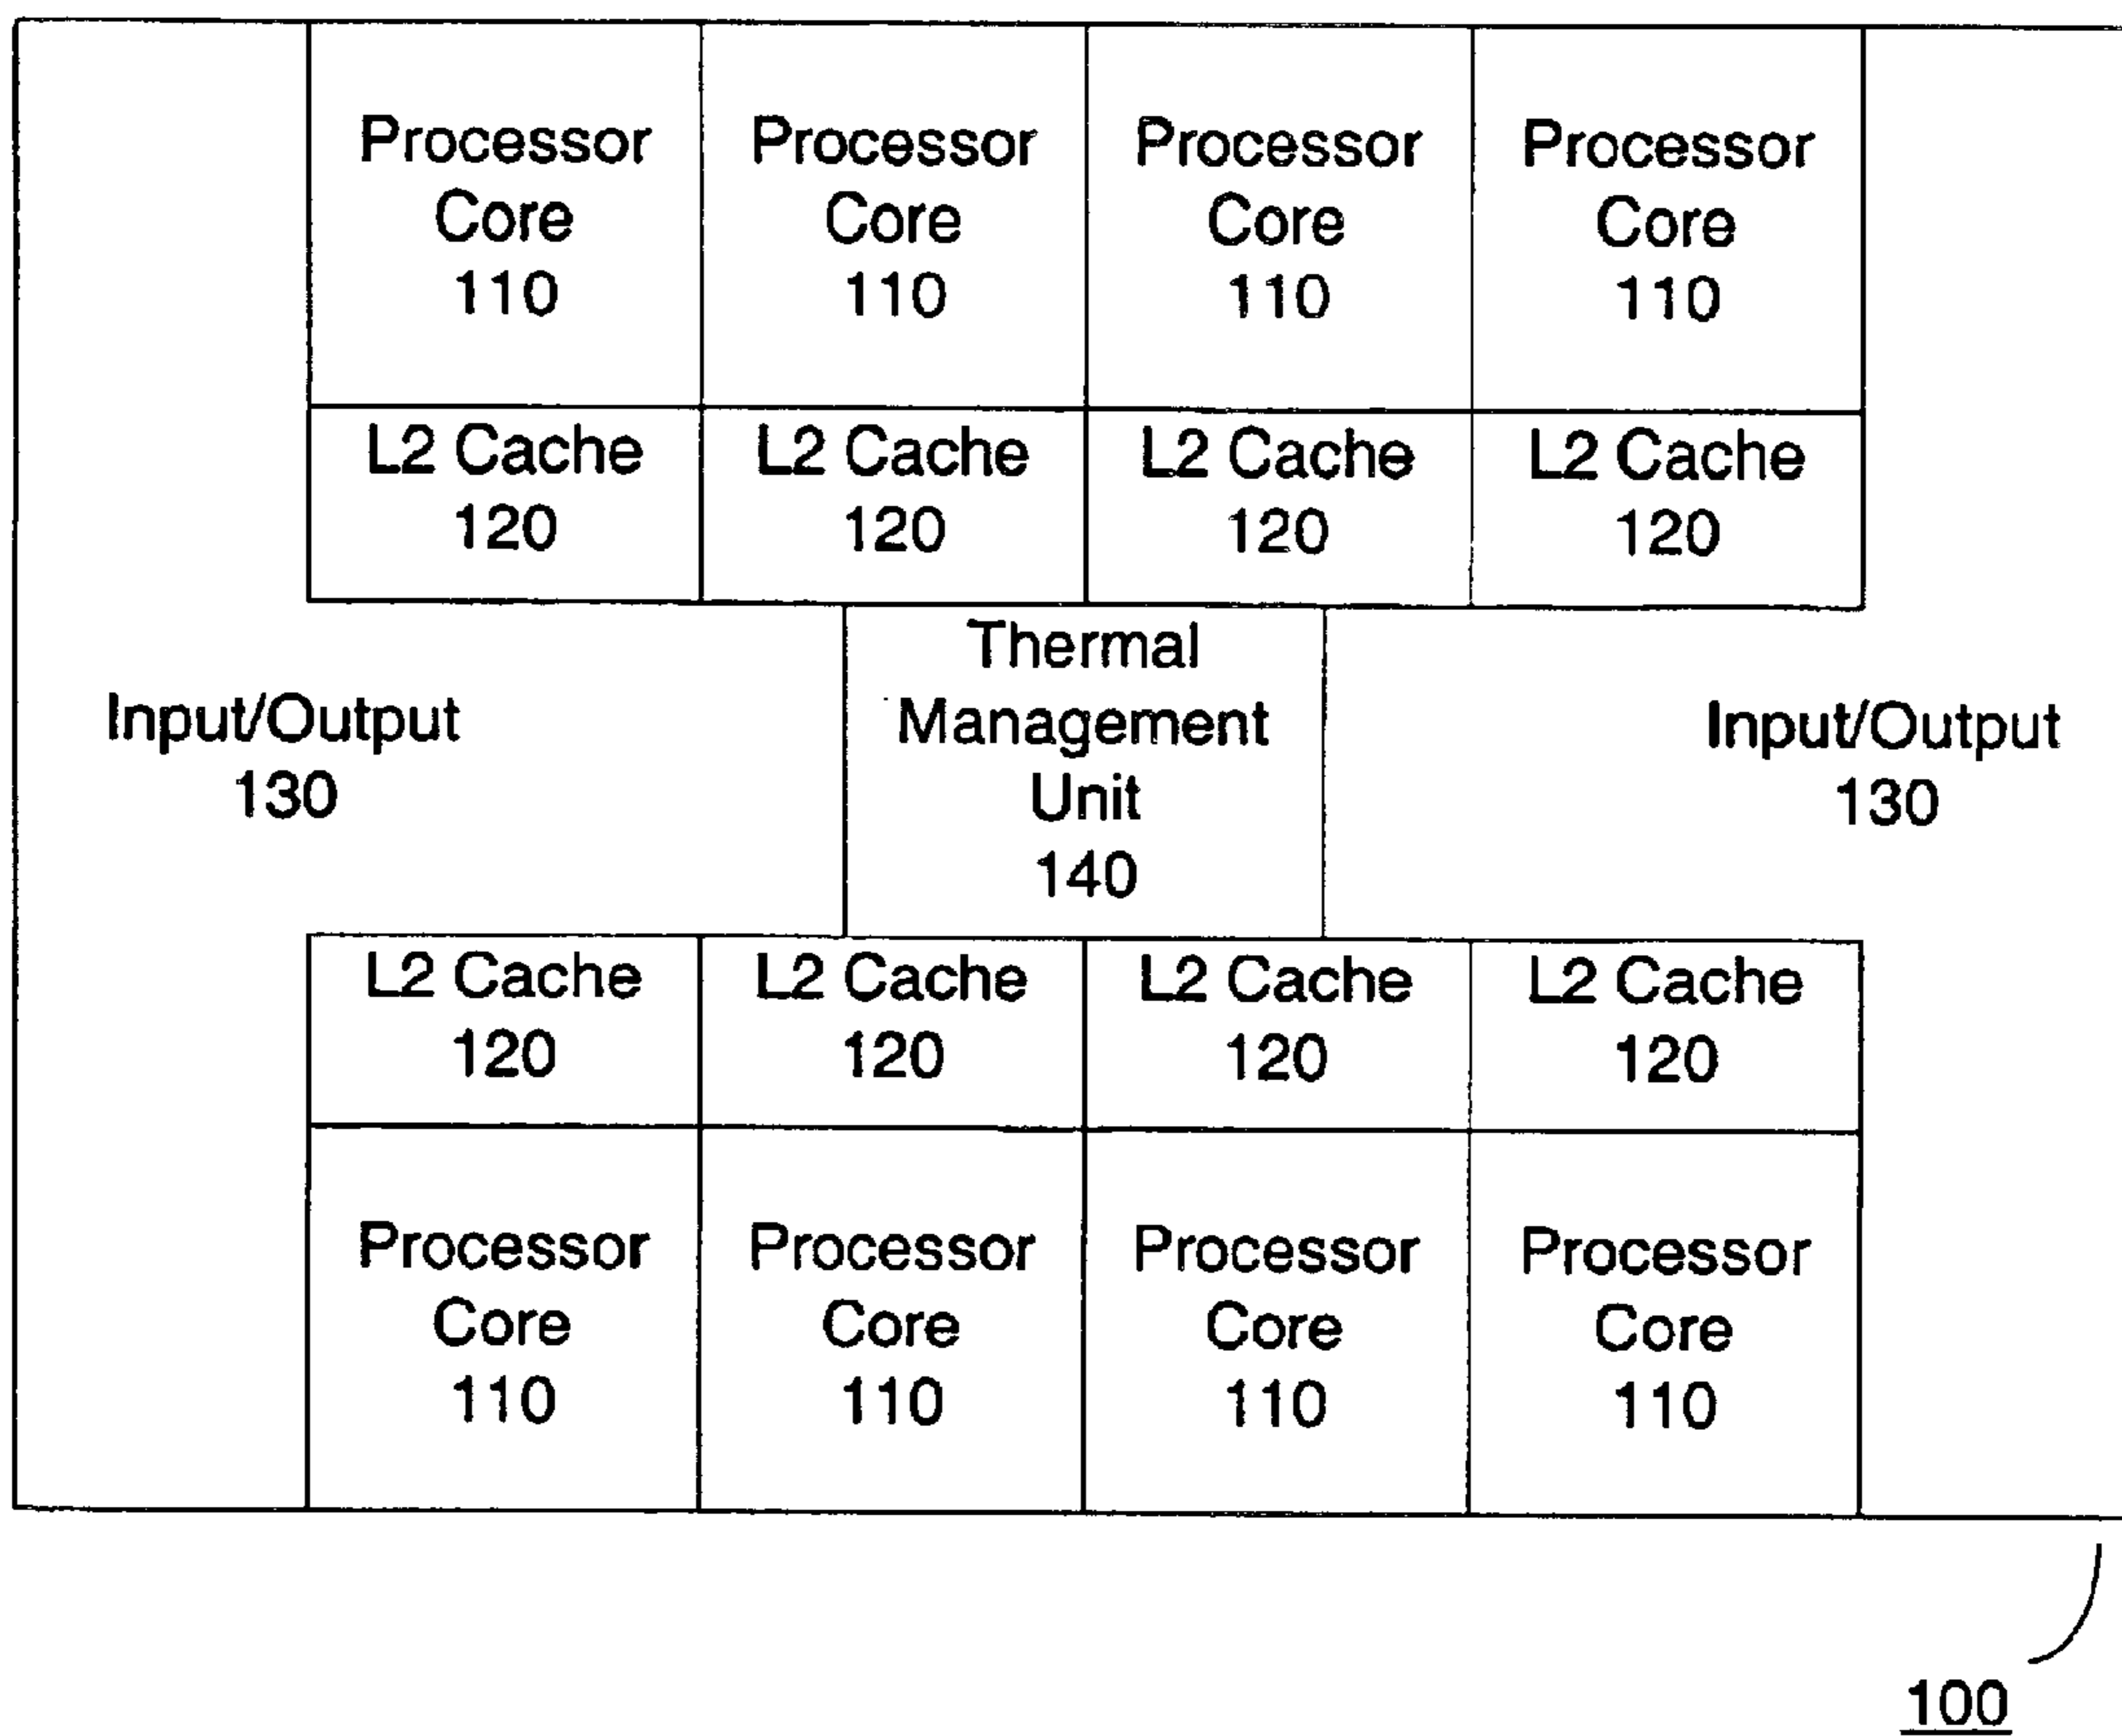 Processor
Core
110
Processor
Core
110
Processor
Core
110
Processor
Core
110
L2 Cache
120
L2 Cache
120
L2 Cache
120
L2 Cache
120
Input/Output
130
Thermal
Management
Unit
140
Input/Output
130
L2 Cache
120
L2 Cache
120
L2 Cache
120
L2 Cache
120
Processor
Core
110
Processor
Core
110
Processor
Core
110
Processor
Core
110
100